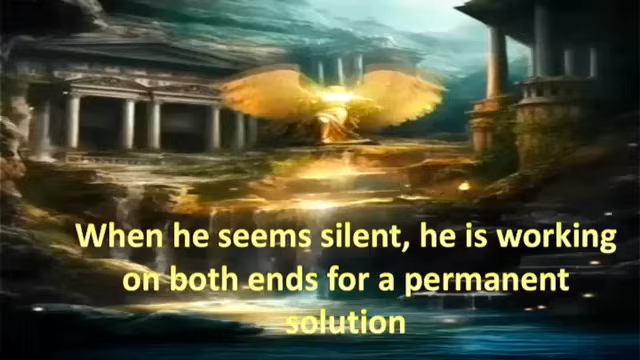 When he seems silent, he is working
on both ends for a permanent
solution